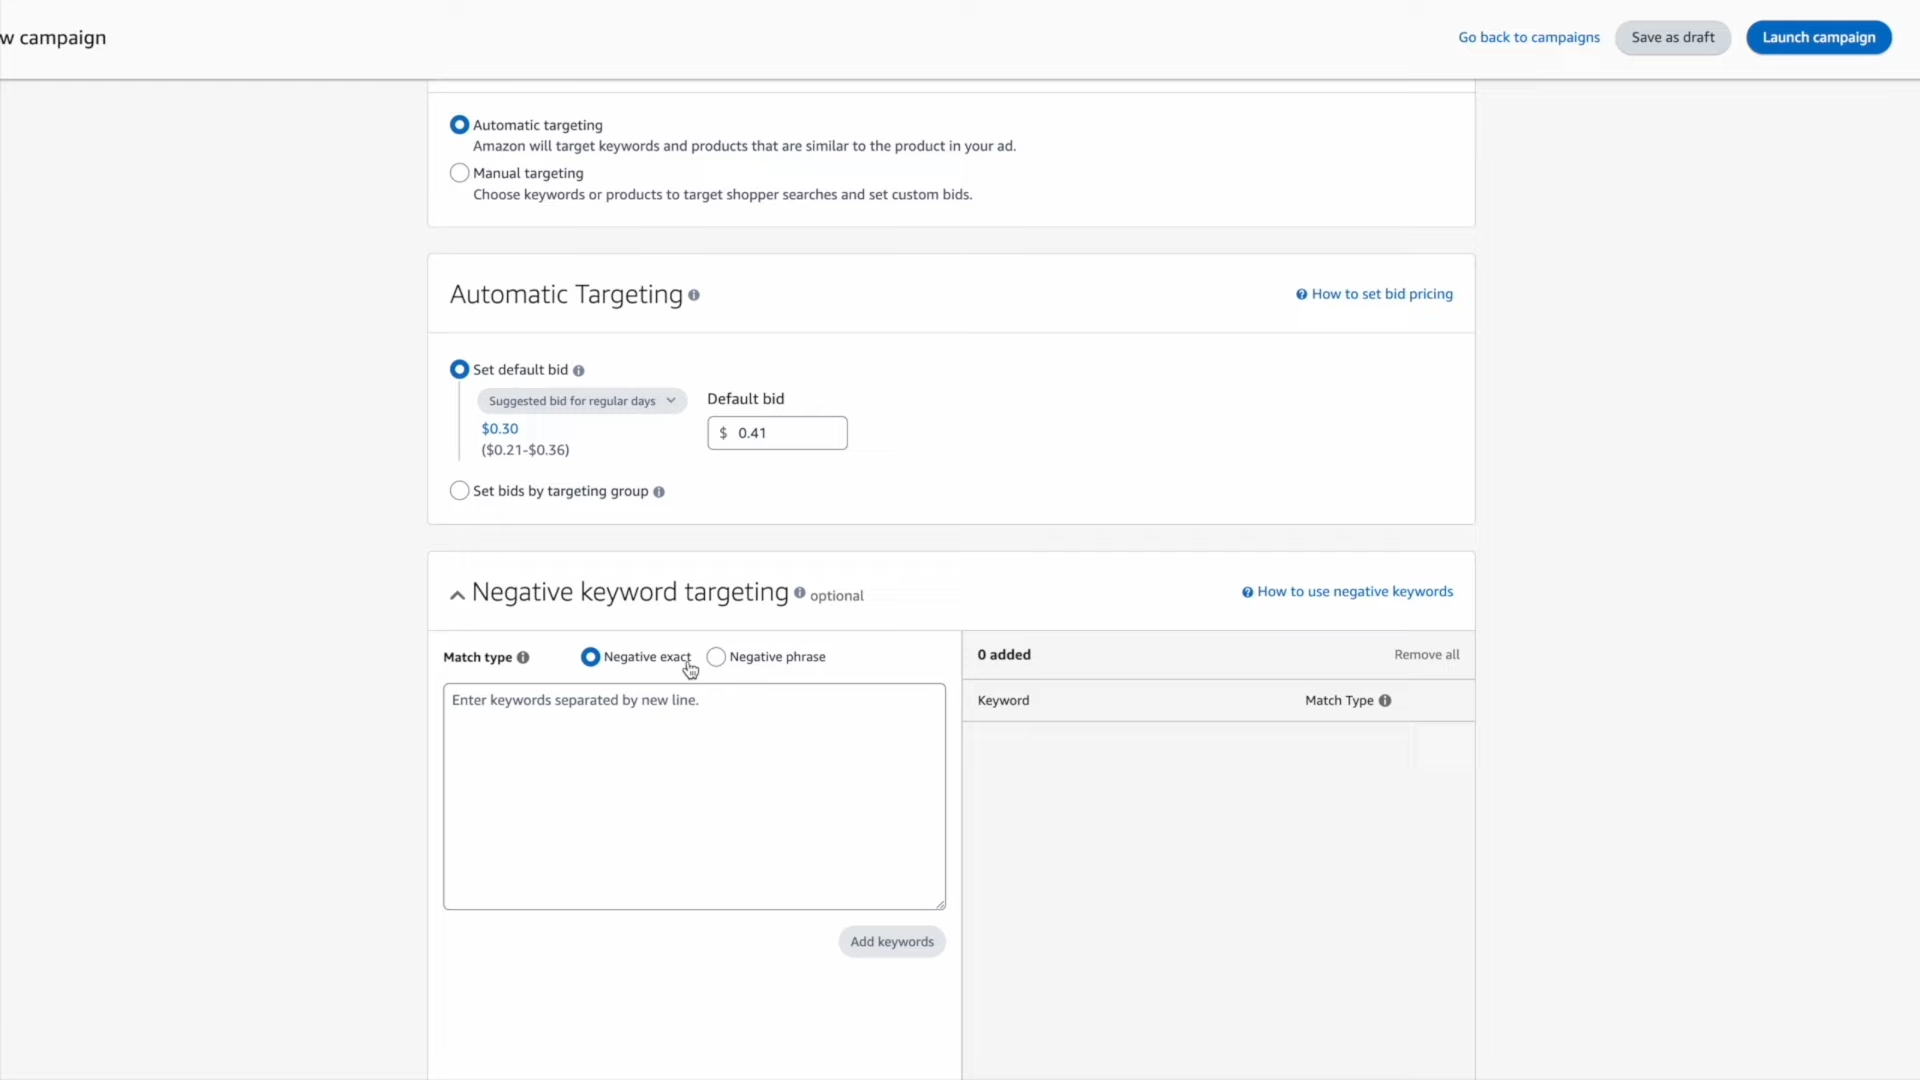 w campaign
Go back to campaigns
Save as draft
Launch campaign
Automatic targeting
Amazon will target keywords and products that are similar to the product in your ad.
Manual targeting
Choose keywords or products to target shopper searches and set custom bids.
Automatic Targeting
How to set bid pricing
Set default bid
Suggested bid for regular days
Default bid
$0.30
($0.21-$0.36)
$ 0.41
Set bids by targeting group
Negative keyword targeting optional
How to use negative keywords
Match type
Negative exact
Negative phrase
0 added
Remove all
Enter keywords separated by new line.
Keyword
Match Type
Add keywords